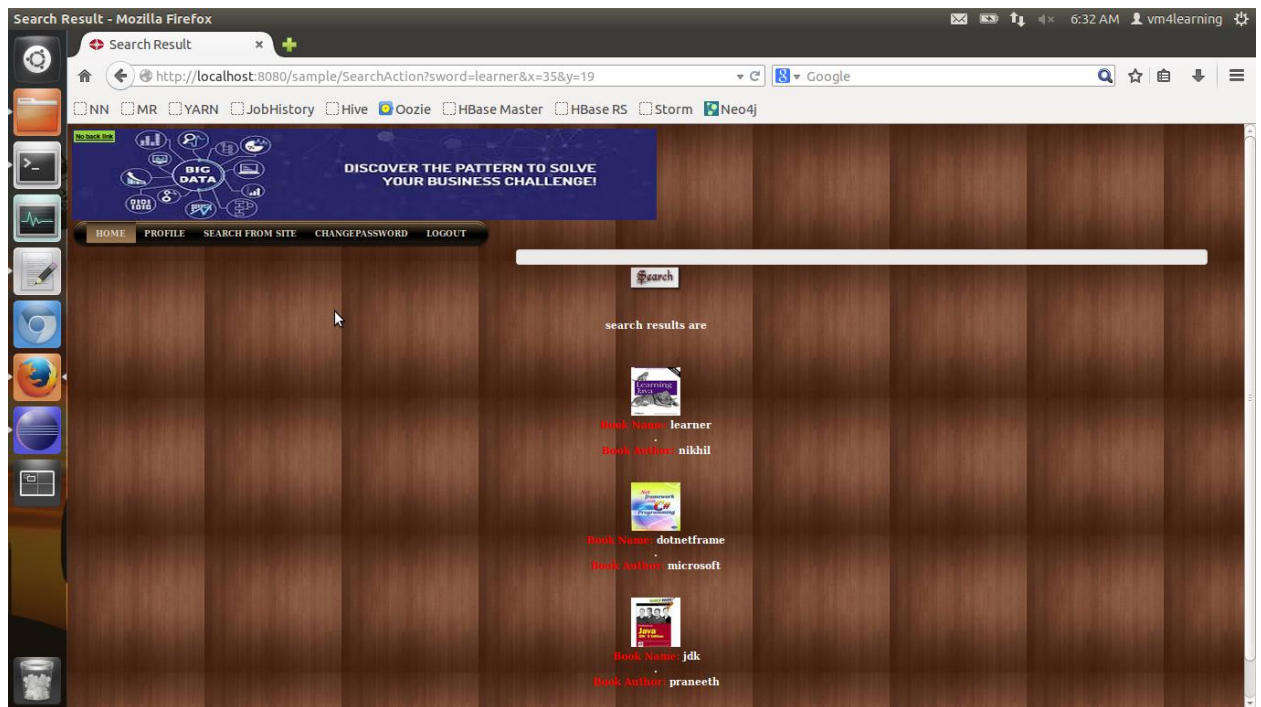 Search Result - Mozilla Firefox
6:32 AM vm4learning
Search Result
http://localhost:8080/sample/SearchAction?sword=learner&x=35&y=19
Google
NN MR YARN JobHistory Hive Oozie HBase Master HBase RS Storm Neo4j
No back link
BIG
DATA
DISCOVER THE PATTERN TO SOLVE
YOUR BUSINESS CHALLENGE!
HOME PROFILE SEARCH FROM SITE CHANGEPASSWORD LOGOUT
Search
search results are
Learning
Java
Book Name: learner
.
Book Author: nikhil
C#
Programming
Book Name: dotnetframe
.
Book Author: microsoft
Java
Book Name: jdk
.
Book Author: praneeth